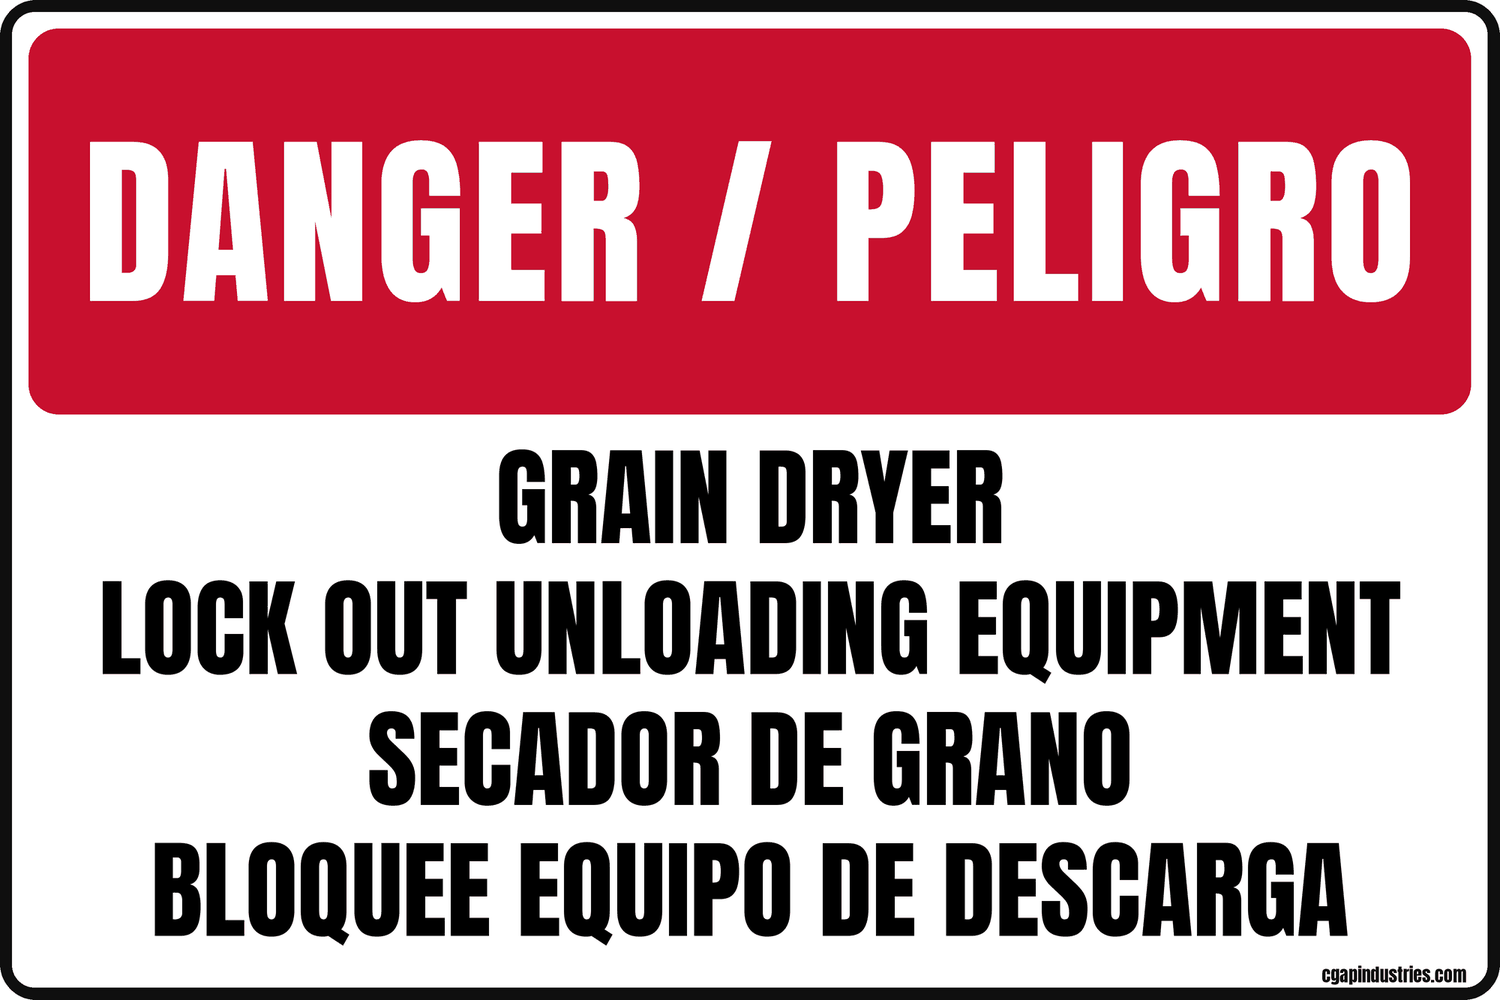 DANGER / PELIGRO
GRAIN DRYER
LOCK OUT UNLOADING EQUIPMENT
SECADOR DE GRANO
BLOQUEE EQUIPO DE DESCARGA
cgapindustries.com